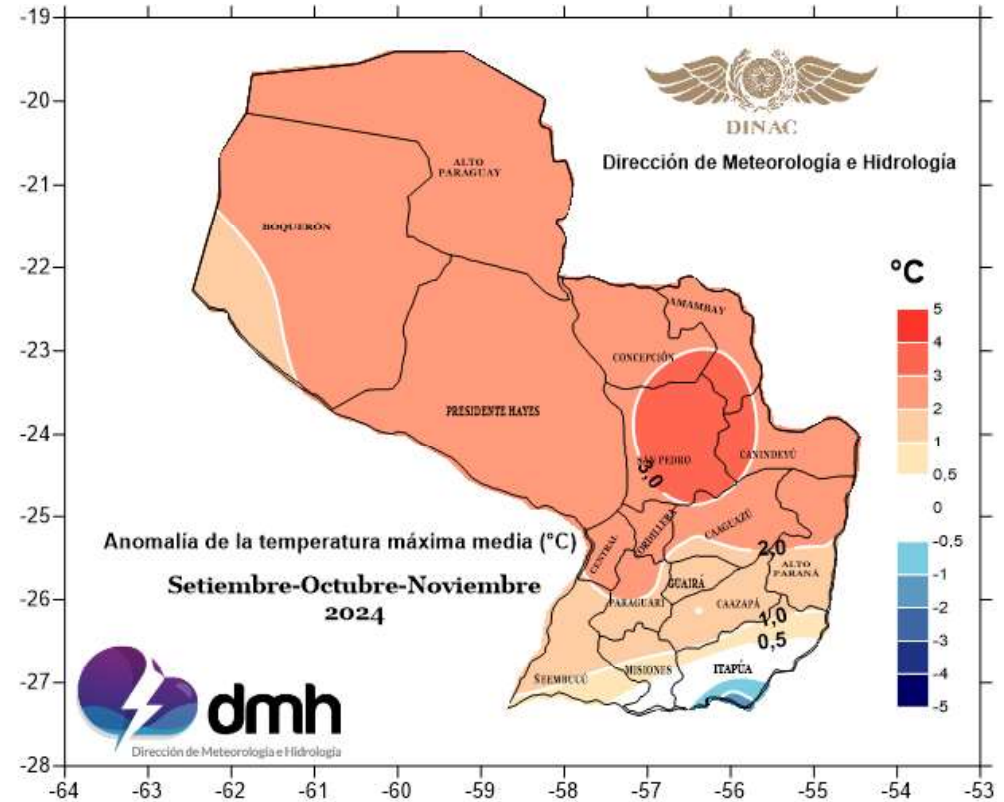 -19
-20
-21
-22
-23
-24
-25
-26
-27
-28
-64
-63
-62
-61
-60
-59
-58
-57
-56
-55
-54
-53
DINAC
Dirección de Meteorología e Hidrología
ALTO
PARAGUAY
BOQUERÓN
AMAMBAY
CONCEPCIÓN
PRESIDENTE HAYES
SAN PEDRO
3,0
CANINDEYÚ
CAAGUAZÚ
CORDILLERA
CENTRAL
2,0
ALTO
PARANÁ
GUAIRÁ
PARAGUARI
CAAZAPÁ
1,0
0,5
MISIONES
ITAPÚA
ÑEEMBUCÚ
°C
5
4
3
2
1
0,5
0
-0,5
-1
-2
-3
-4
-5
Anomalía de la temperatura máxima media (°C)
Setiembre-Octubre-Noviembre
2024
dmh
Dirección de Meteorología e Hidrología